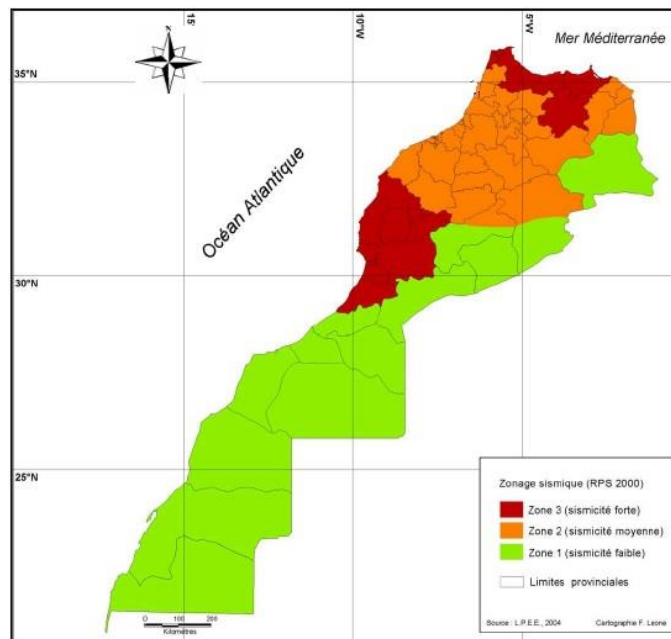 15°
10°W
5°W
Mer Méditerranée
35°N
Océan Atlantique
30°N
25°N
Zonage sismique (RPS 2000)
Zone 3 (sismicité forte)
Zone 2 (sismicité moyenne)
Zone 1 (sismicité faible)
Limites provinciales
0 100 200
Kilomètres
Source : L.P.E.E., 2004 Cartographie F. Leone